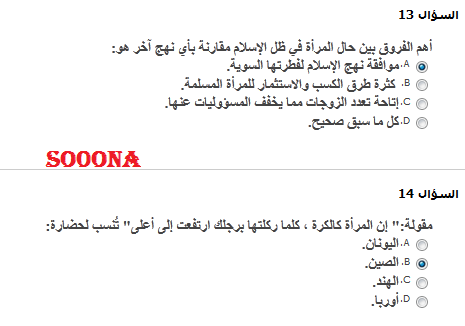 السؤال 13
أهم الفروق بين حال المرأة في ظل الإسلام مقارنة بأي نهج آخر هو:
A. موافقة نهج الإسلام لفطرتها السوية.
B. كثرة طرق الكسب والاستثمار للمرأة المسلمة.
C. إتاحة تعدد الزوجات مما يخفف المسؤوليات عنها.
D. كل ما سبق صحيح.
SOOONA
السؤال 14
مقولة:" إن المرأة كالكرة ، كلما ركلتها برجلك ارتفعت إلى أعلى" تُنسب لحضارة:
A. اليونان.
B. الصين.
C. الهند.
D. أوربا.